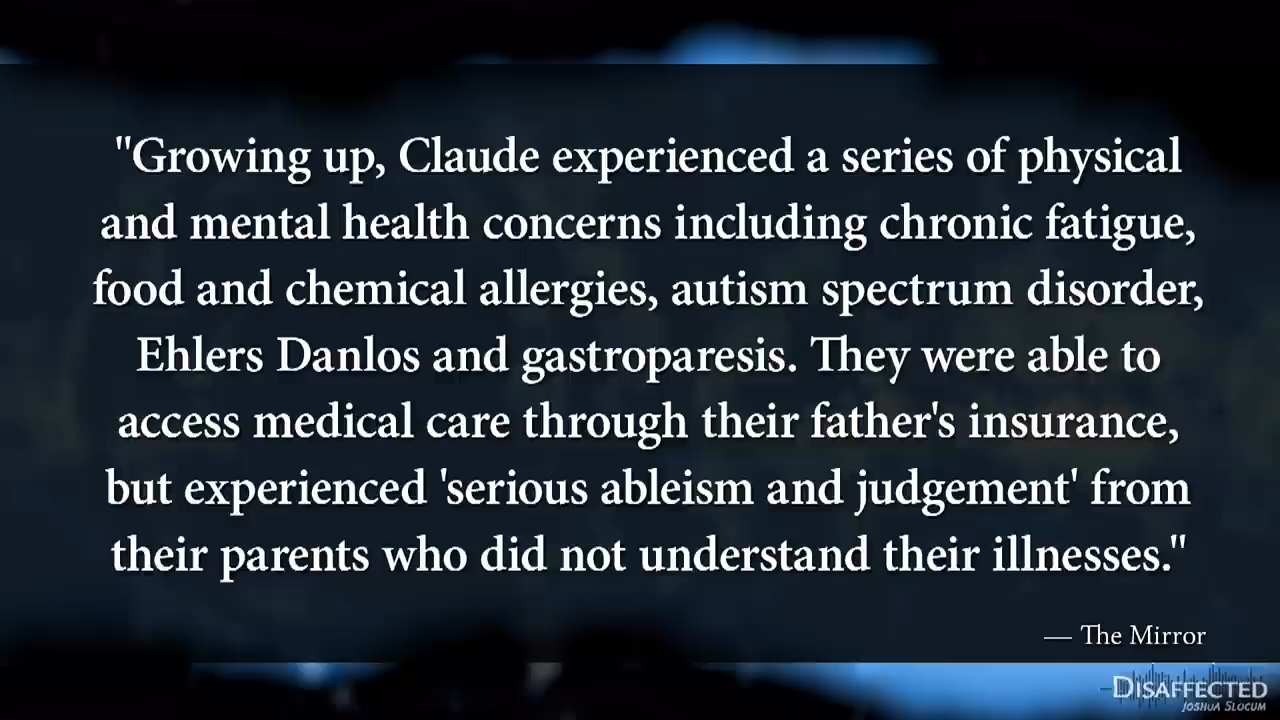 "Growing up, Claude experienced a series of physical
and mental health concerns including chronic fatigue,
food and chemical allergies, autism spectrum disorder,
Ehlers Danlos and gastroparesis. They were able to
access medical care through their father's insurance,
but experienced 'serious ableism and judgement' from
their parents who did not understand their illnesses."
— The Mirror
DISAFFECTED
JOSHUA SLOCUM